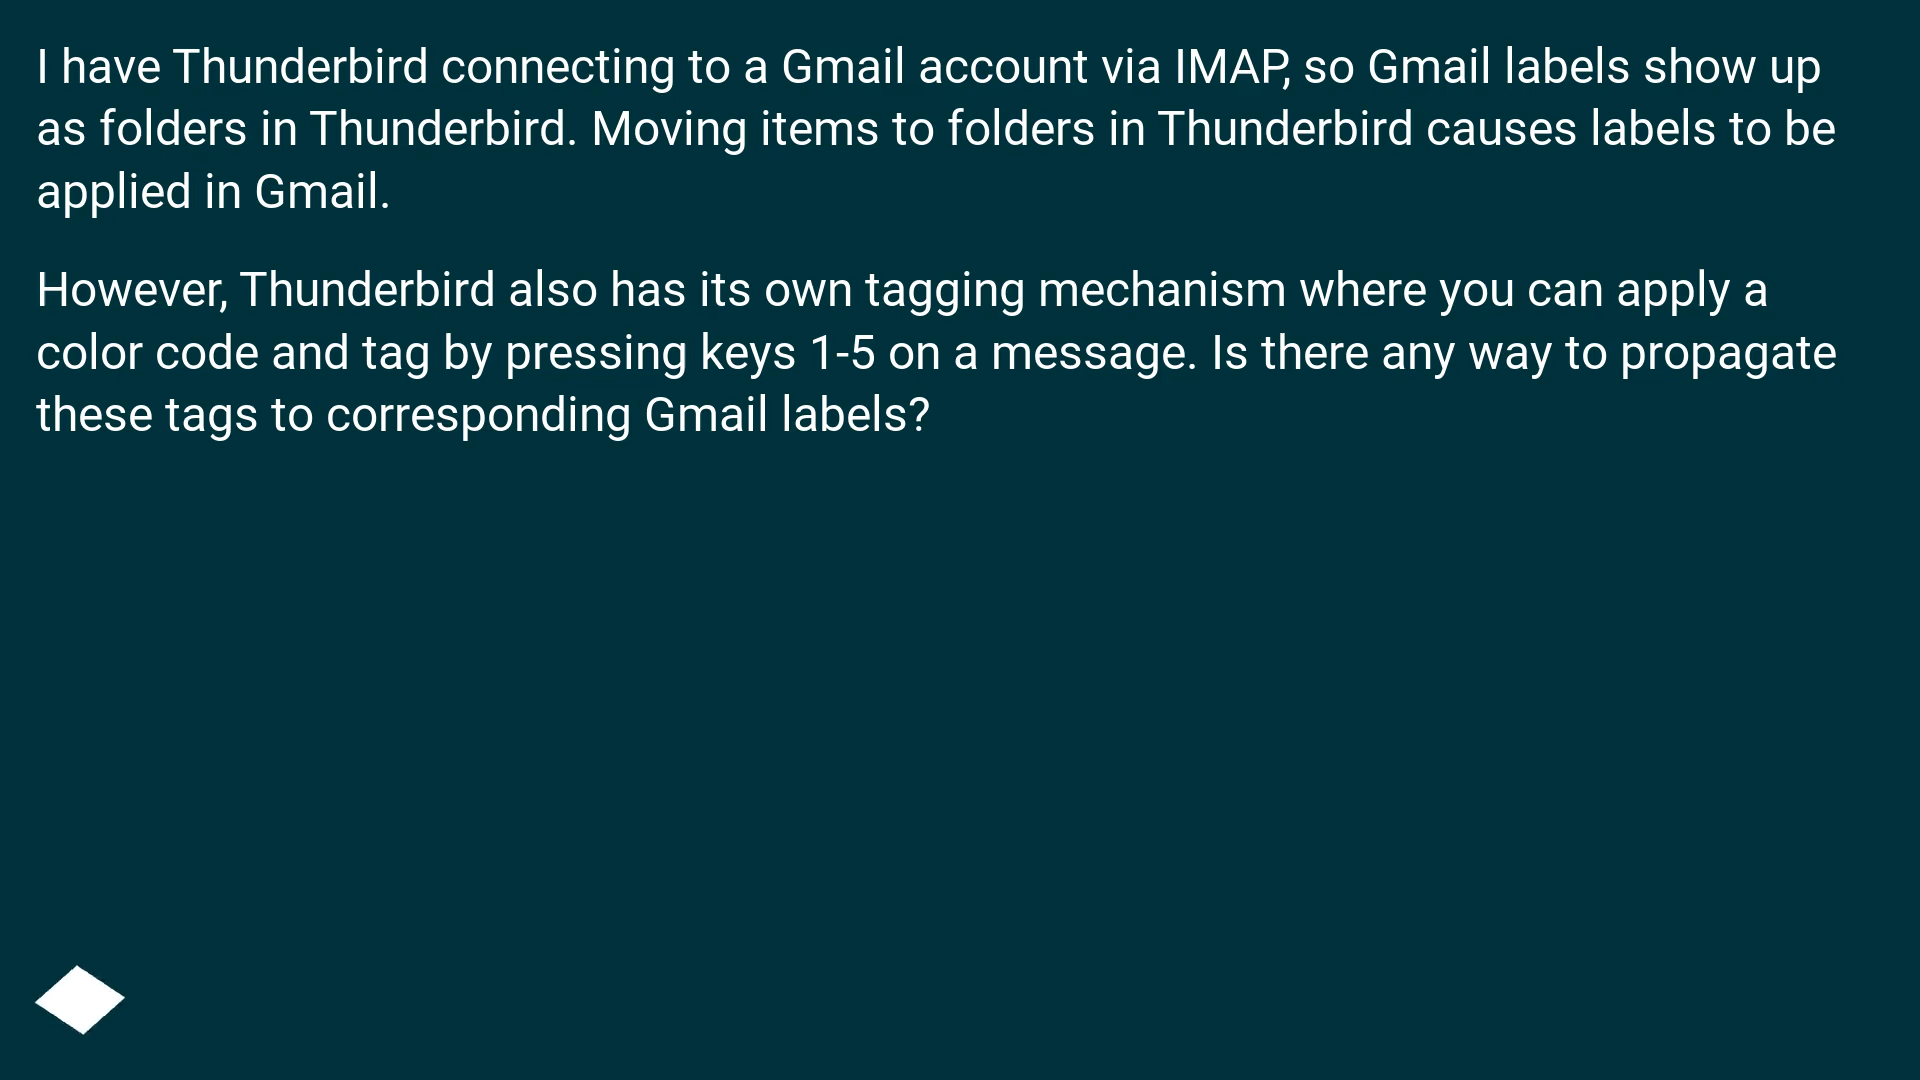 I have Thunderbird connecting to a Gmail account via IMAP, so Gmail labels show up
as folders in Thunderbird. Moving items to folders in Thunderbird causes labels to be
applied in Gmail.
However, Thunderbird also has its own tagging mechanism where you can apply a
color code and tag by pressing keys 1-5 on a message. Is there any way to propagate
these tags to corresponding Gmail labels?